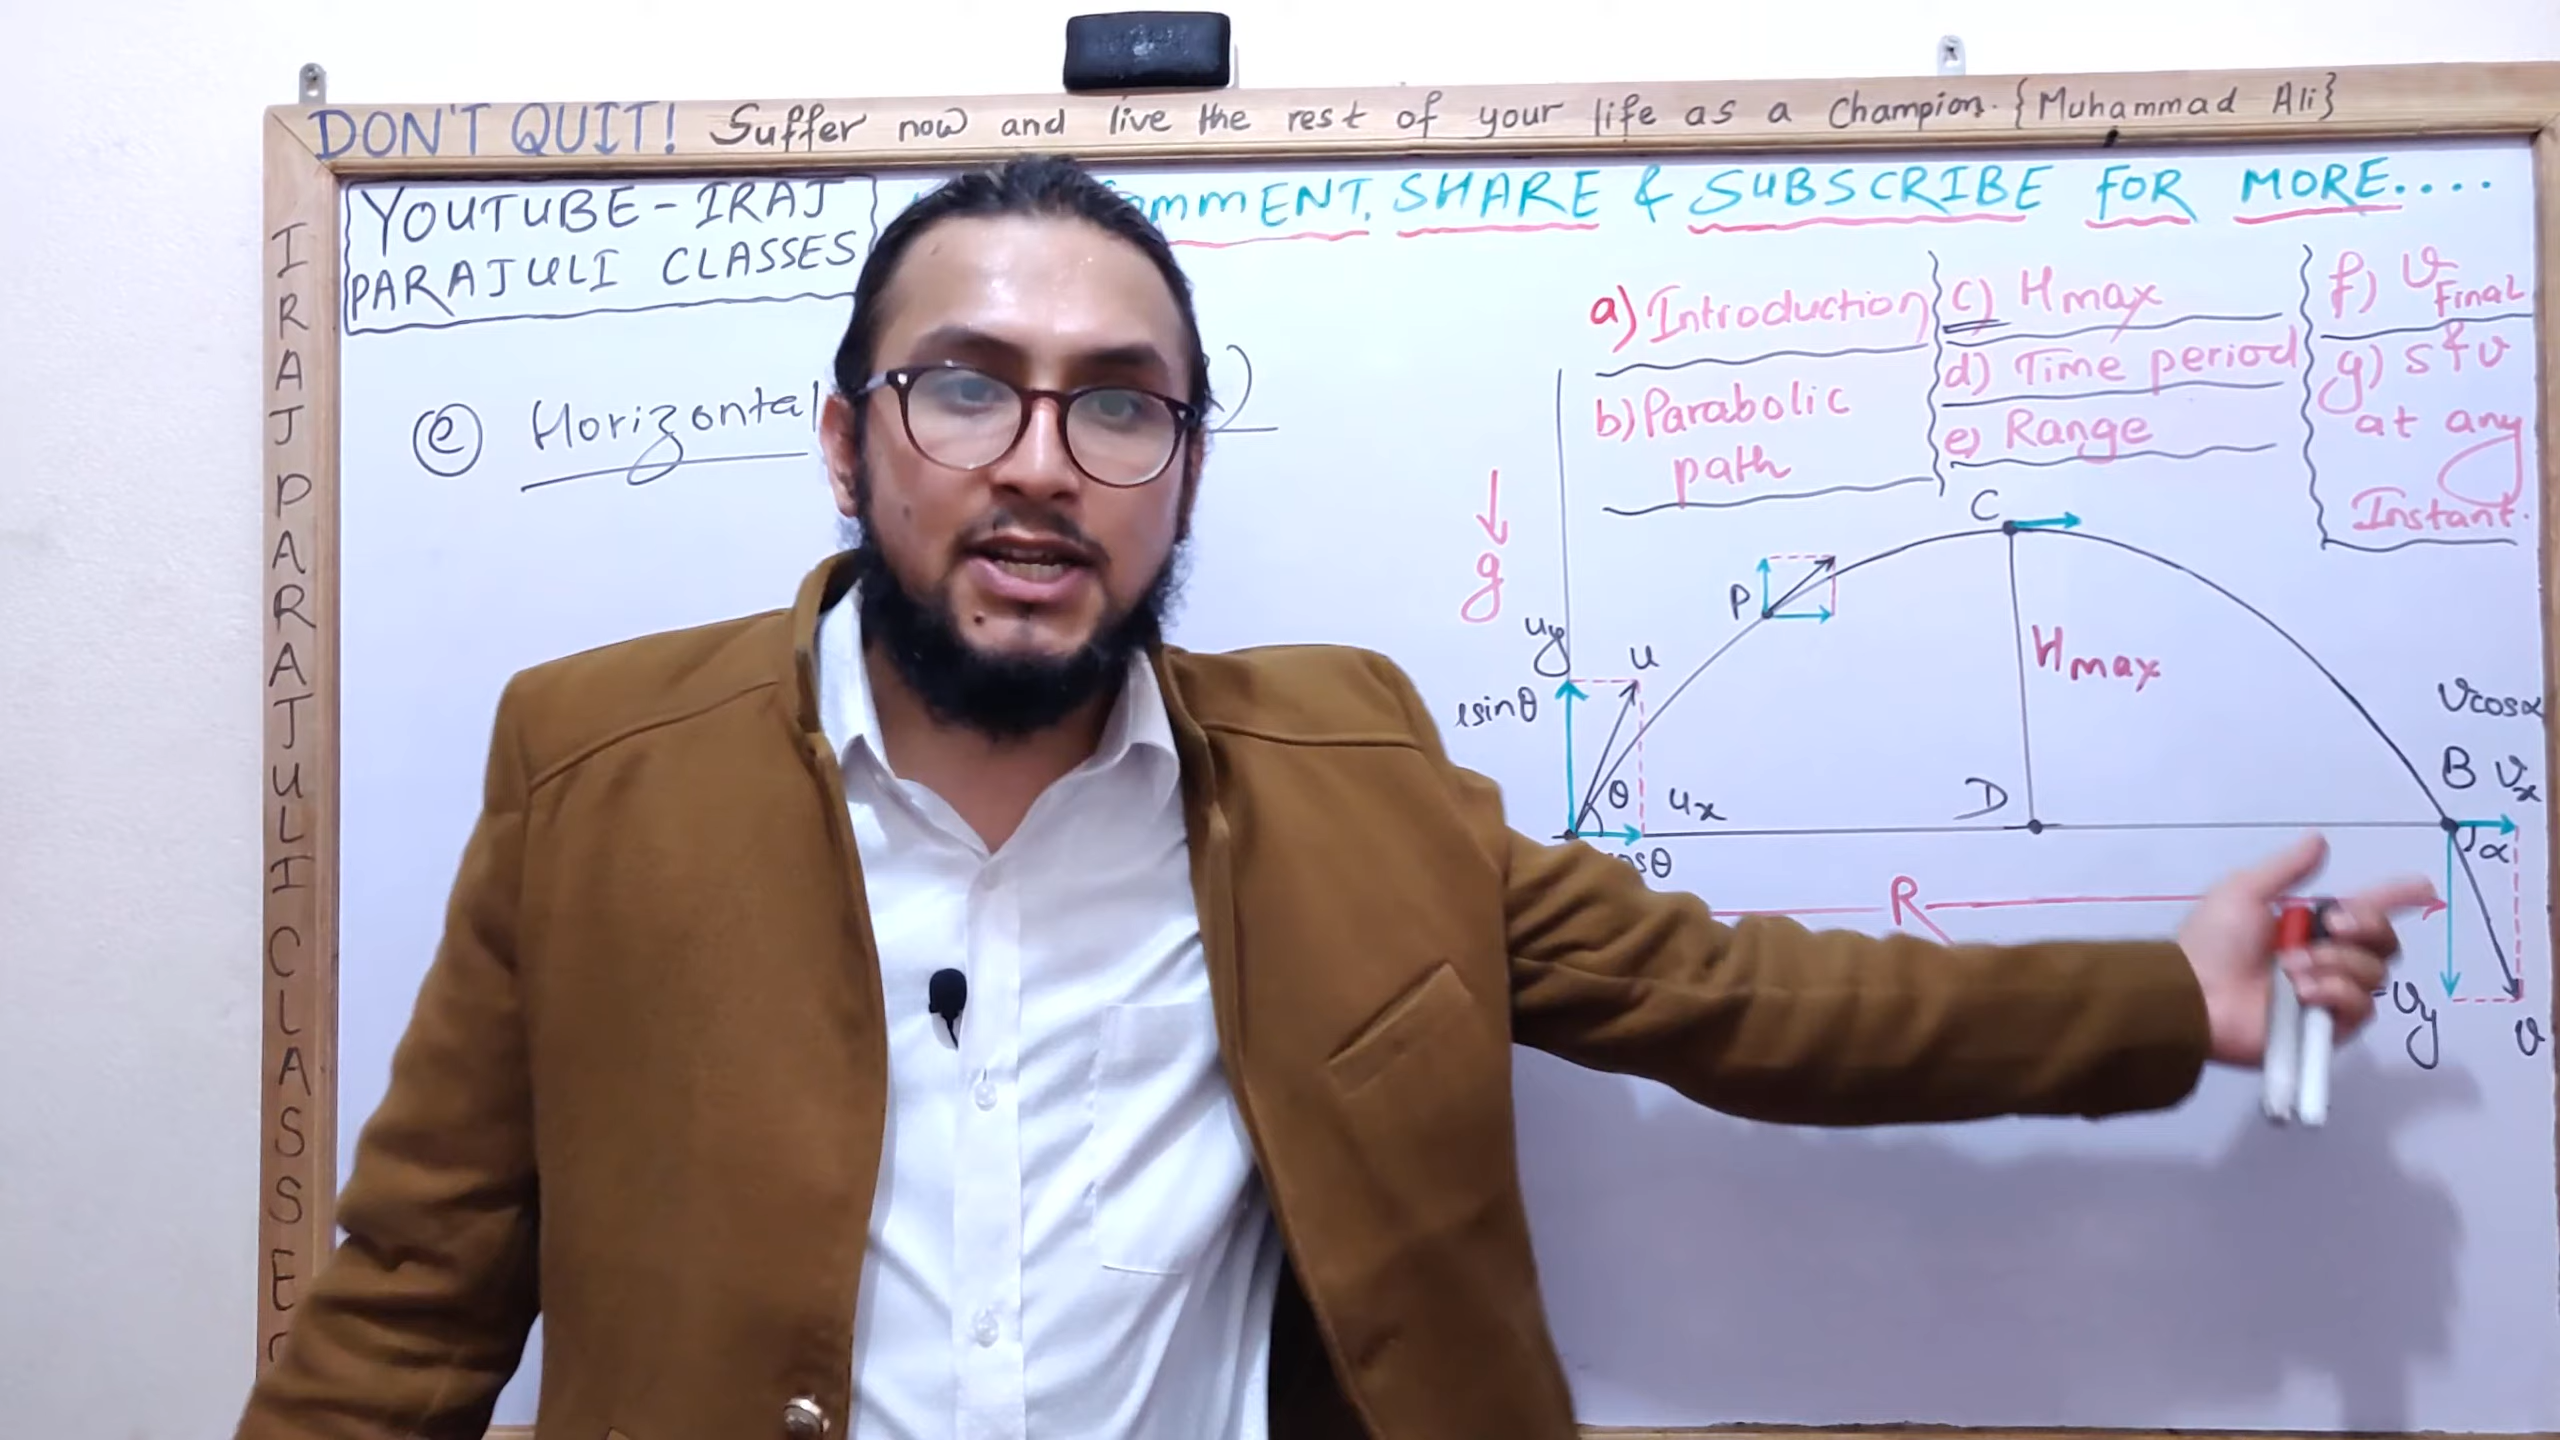 DON'T QUIT! Suffer now and live the rest of your life as a Champion. {Muhammad Ali}
IRAJ PARAJULI CLASSES
YOUTUBE-IRAJ
PARAJULI CLASSES
SHARE & SUBSCRIBE FOR MORE....
a) Introduction
b) Parabolic
path
c) Hmax
d) Time period
e) Range
f) vFinal
g) s & v
at any
Instant.
ⓔ Horizontal
g
C
P
uy
u
Hmax
vcosα
θ
ux
D
B vx
α
R
-vy
v